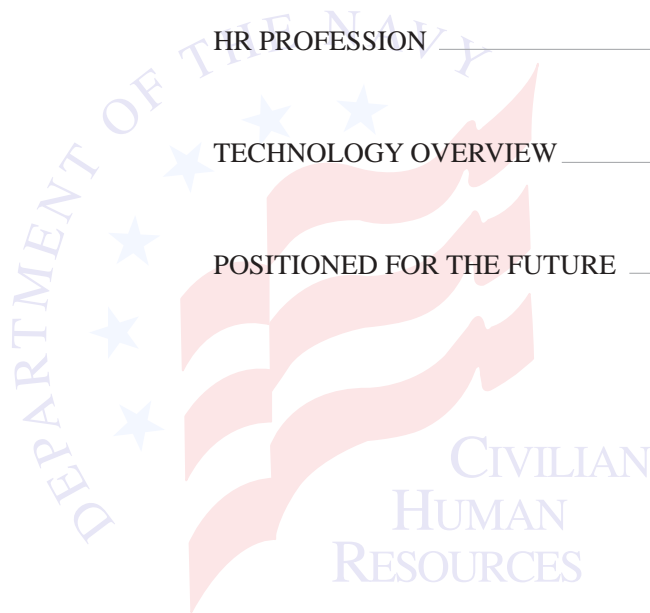 HR PROFESSION
TECHNOLOGY OVERVIEW
POSITIONED FOR THE FUTURE
DEPARTMENT OF THE NAVY
CIVILIAN
HUMAN
RESOURCES